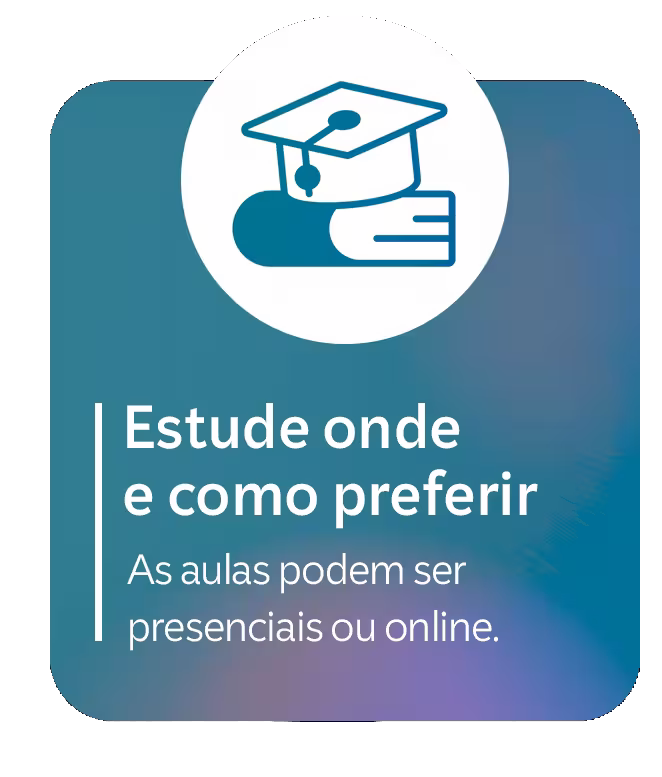 Estude onde
e como preferir
As aulas podem ser
presenciais ou online.